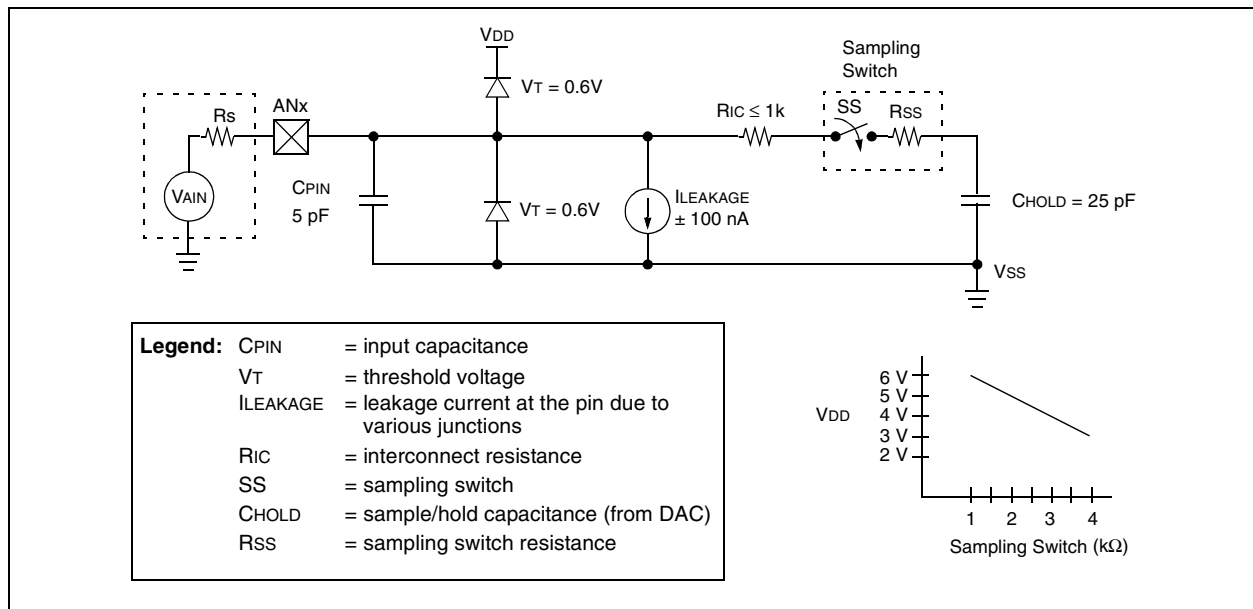 VDD
Sampling
Switch
VT = 0.6V
ANx
RS
RIC ≤ 1k
SS
RSS
VAIN
CPIN
5 pF
VT = 0.6V
ILEAKAGE
± 100 nA
CHOLD = 25 pF
VSS
Legend: CPIN = input capacitance
VT = threshold voltage
ILEAKAGE = leakage current at the pin due to
various junctions
RIC = interconnect resistance
SS = sampling switch
CHOLD = sample/hold capacitance (from DAC)
RSS = sampling switch resistance
6 V
5 V
VDD
4 V
3 V
2 V
1 2 3 4
Sampling Switch (kΩ)